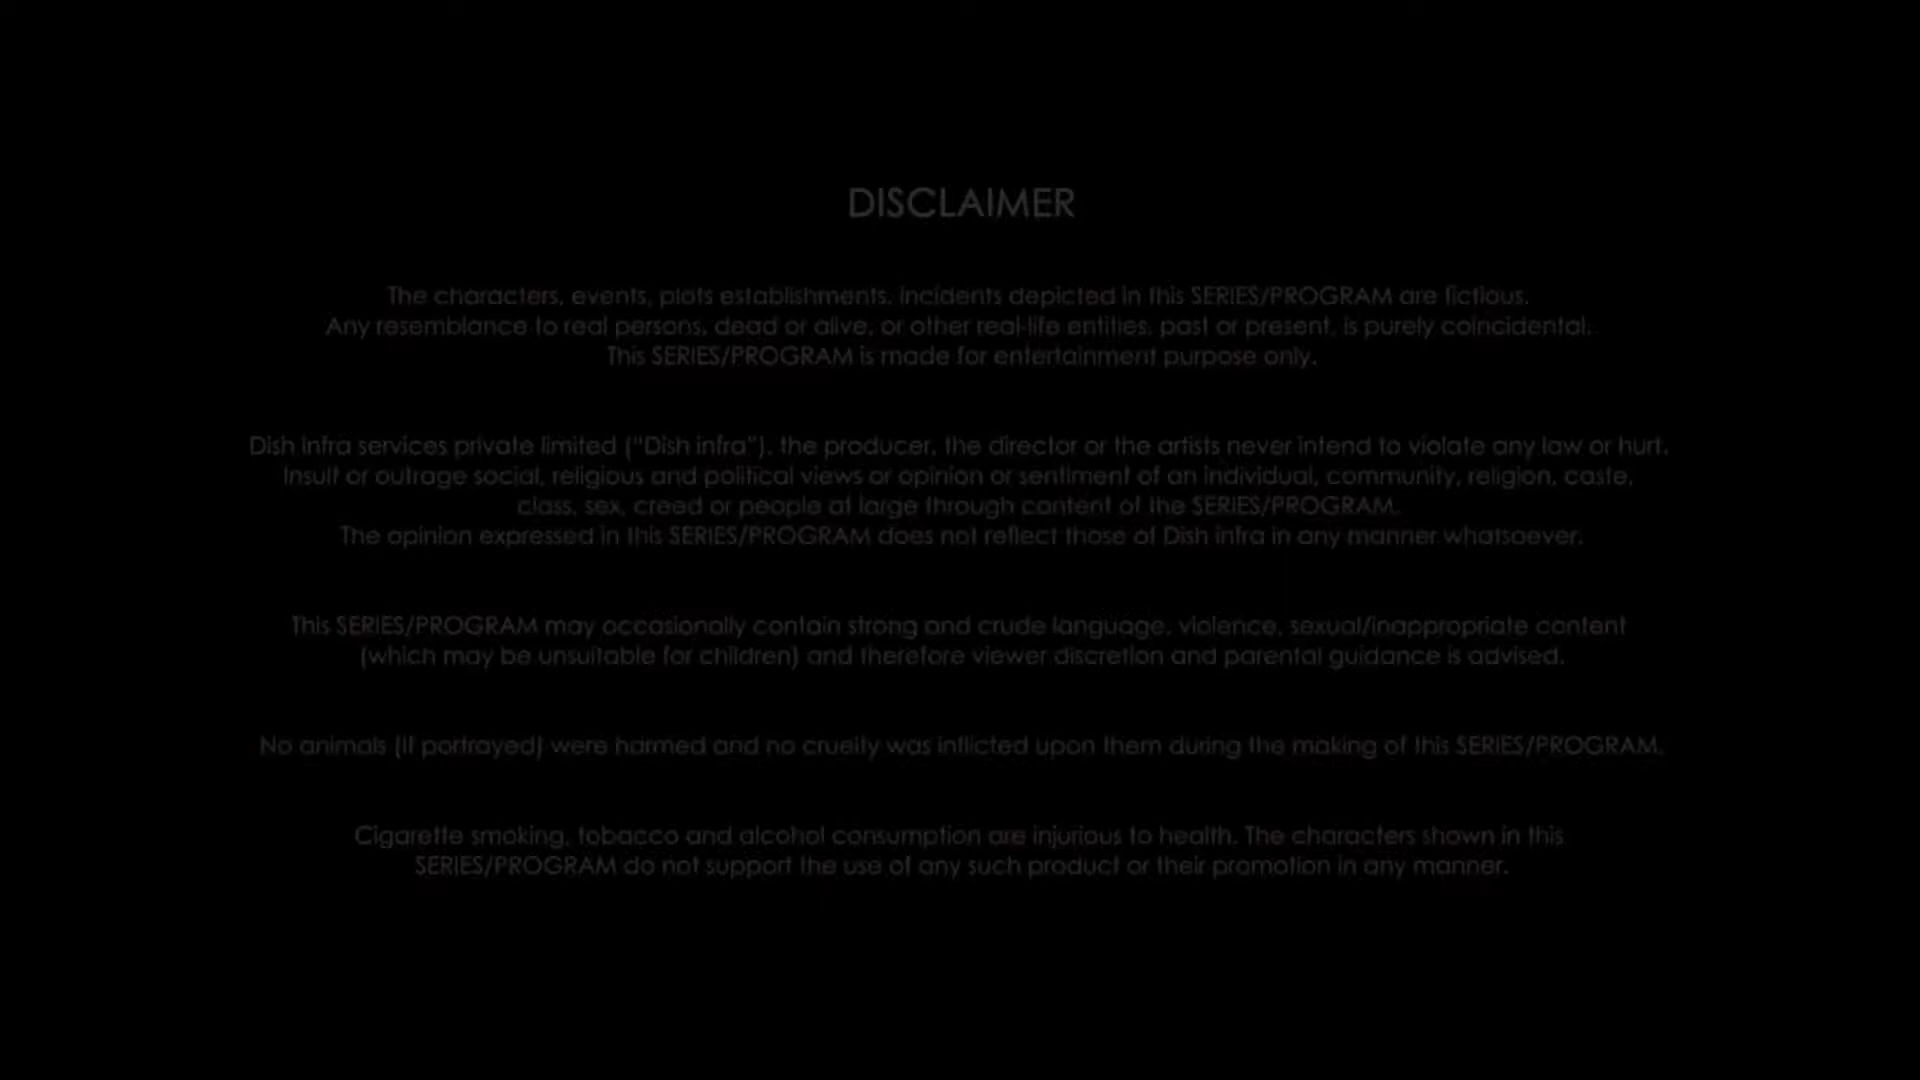 DISCLAIMER
The characters, events, plots establishments, incidents depicted in this SERIES/PROGRAM are fictious.
Any resemblance to real persons, dead or alive, or other real-life entities, past or present, is purely coincidental.
This SERIES/PROGRAM is made for entertainment purpose only.
Dish infra services private limited (“Dish infra”), the producer, the director or the artists never intend to violate any law or hurt,
Insult or outrage social, religious and political views or opinion or sentiment of an individual, community, religion, caste,
class, sex, creed or people at large through content of the SERIES/PROGRAM.
The opinion expressed in this SERIES/PROGRAM does not reflect those of Dish infra in any manner whatsoever.
This SERIES/PROGRAM may occasionally contain strong and crude language, violence, sexual/inappropriate content
(which may be unsuitable for children) and therefore viewer discretion and parental guidance is advised.
No animals (if portrayed) were harmed and no cruelty was inflicted upon them during the making of this SERIES/PROGRAM.
Cigarette smoking, tobacco and alcohol consumption are injurious to health. The characters shown in this
SERIES/PROGRAM do not support the use of any such product or their promotion in any manner.